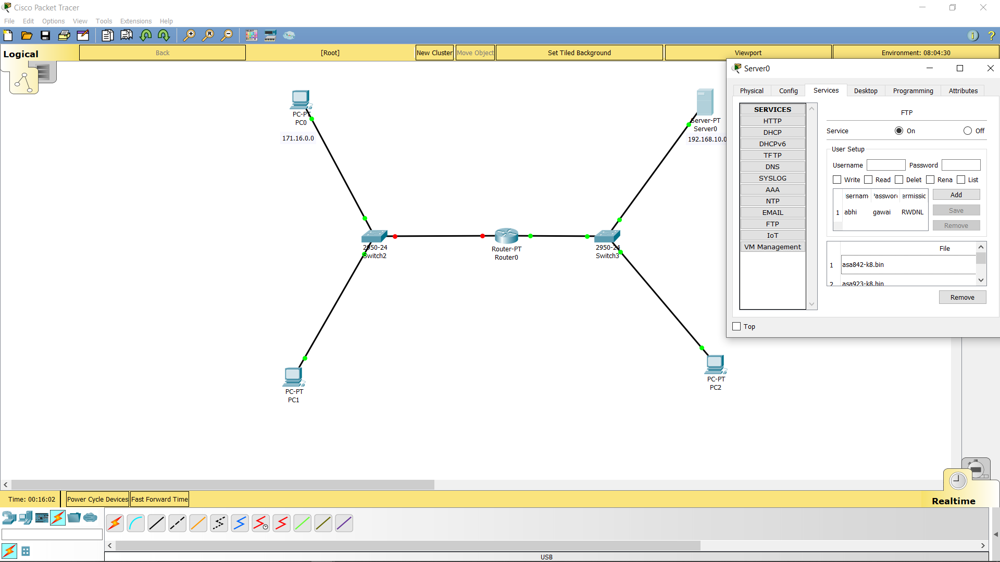 Cisco Packet Tracer
File Edit Options View Tools Extensions Help
Logical
Back
[Root]
New Cluster
Move Object
Set Tiled Background
Viewport
Environment: 08:04:30
PC-PT
PC0
171.16.0.0
Server-PT
Server0
192.168.10.0
2950-24
Switch2
Router-PT
Router0
2950-24
Switch3
PC-PT
PC1
PC-PT
PC2
Server0
Physical Config Services Desktop Programming Attributes
SERVICES
HTTP
DHCP
DHCPv6
TFTP
DNS
SYSLOG
AAA
NTP
EMAIL
FTP
IoT
VM Management
FTP
Service On Off
User Setup
Username Password
Write Read Delet Rena List
sernam asswor ermissic
1 abhi gawai RWDNL
Add
Save
Remove
File
1 asa842-k8.bin
2 asa923-k8.bin
Remove
Top
Time: 00:16:02
Power Cycle Devices
Fast Forward Time
Realtime
USB